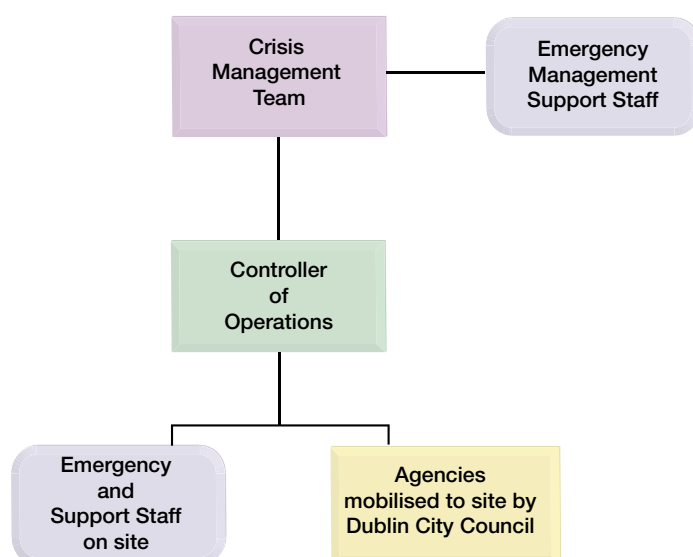 Crisis
Management
Team
Emergency
Management
Support Staff
Controller
of
Operations
Emergency
and
Support Staff
on site
Agencies
mobilised to site by
Dublin City Council